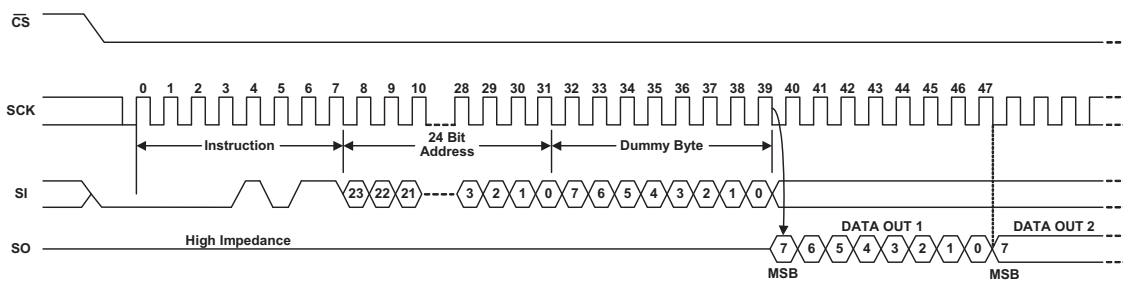 CS
0 1 2 3 4 5 6 7 8 9 10 28 29 30 31 32 33 34 35 36 37 38 39 40 41 42 43 44 45 46 47
SCK
Instruction
24 Bit
Address
Dummy Byte
SI
23 22 21 3 2 1 0 7 6 5 4 3 2 1 0
High Impedance
DATA OUT 1
DATA OUT 2
SO
7 6 5 4 3 2 1 0 7
MSB
MSB